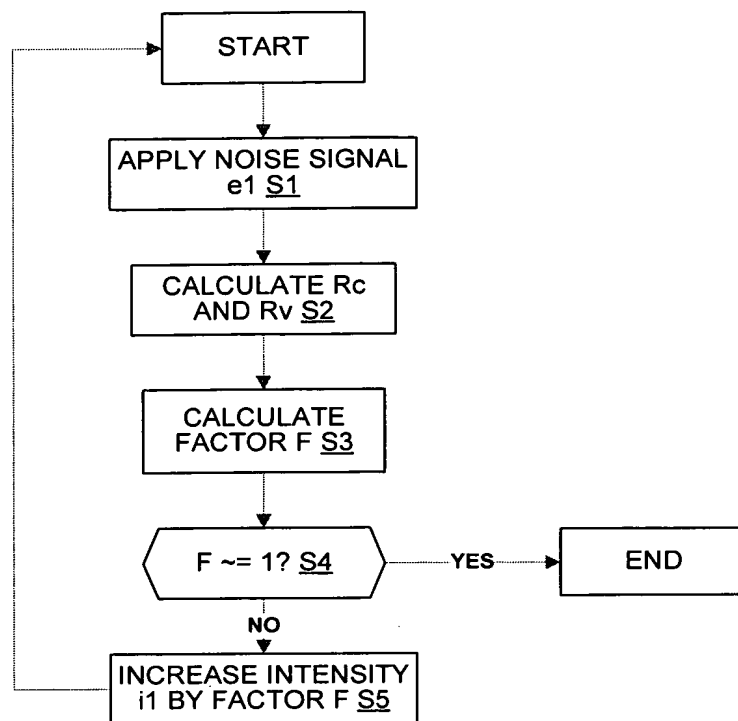 START
APPLY NOISE SIGNAL
e1 S1
CALCULATE Rc
AND Rv S2
CALCULATE
FACTOR F S3
F ~= 1? S4
YES
END
NO
INCREASE INTENSITY
i1 BY FACTOR F S5